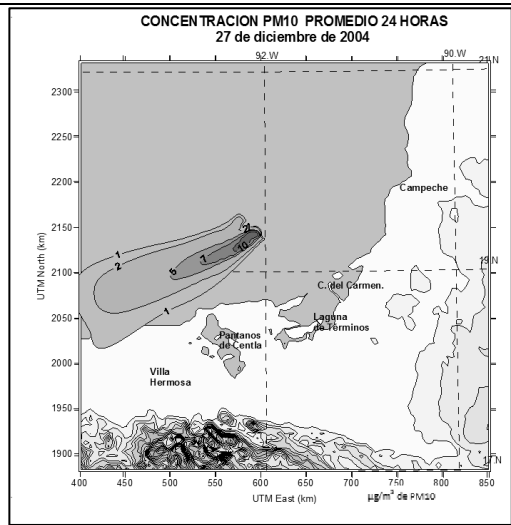 CONCENTRACION PM10 PROMEDIO 24 HORAS
27 de diciembre de 2004
92.W
90.W
21.N
2300
2250
2200
2150
2100
2050
2000
1950
1900
UTM North (km)
Campeche
1
2
2
1
5
7
10
19.N
C. del Carmen.
Laguna
de Términos
Pantanos
de Centla
Villa
Hermosa
17.N
400 450 500 550 600 650 700 750 800 850
UTM East (km)
µg/m³ de PM10